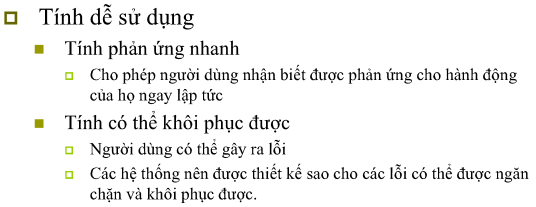 Tính dễ sử dụng
Tính phản ứng nhanh
Cho phép người dùng nhận biết được phản ứng cho hành động
của họ ngay lập tức
Tính có thể khôi phục được
Người dùng có thể gây ra lỗi
Các hệ thống nên được thiết kế sao cho các lỗi có thể được ngăn
chặn và khôi phục được.